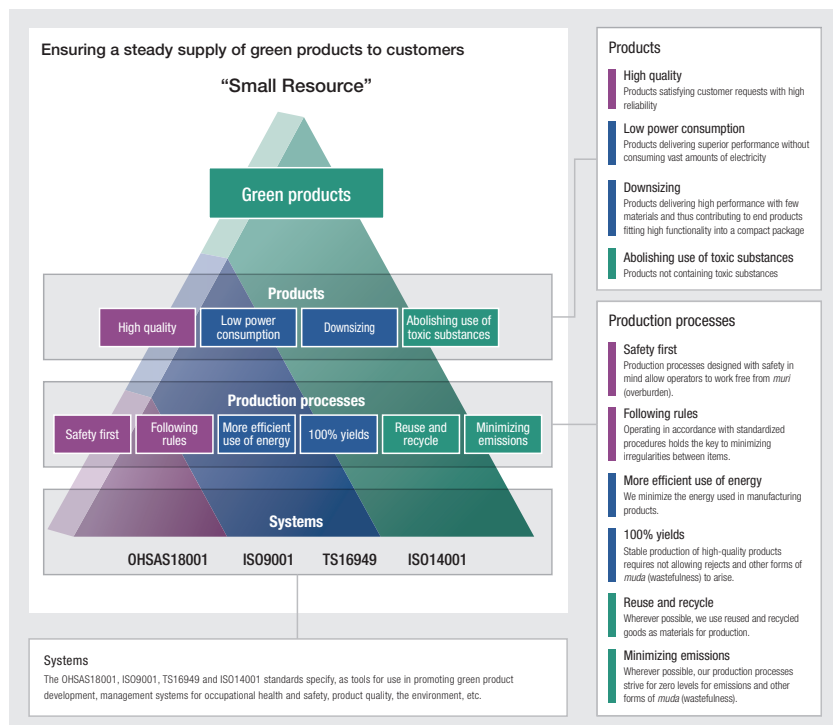 Ensuring a steady supply of green products to customers
“Small Resource”
Green products
Products
High quality
Low power
consumption
Downsizing
Abolishing use of
toxic substances
Production processes
Safety first
Following
rules
More efficient
use of energy
100% yields
Reuse and
recycle
Minimizing
emissions
Systems
OHSAS18001 ISO9001 TS16949 ISO14001
Systems
The OHSAS18001, ISO9001, TS16949 and ISO14001 standards specify, as tools for use in promoting green product
development, management systems for occupational health and safety, product quality, the environment, etc.
Products
High quality
Products satisfying customer requests with high
reliability
Low power consumption
Products delivering superior performance without
consuming vast amounts of electricity
Downsizing
Products delivering high performance with few
materials and thus contributing to end products
fitting high functionality into a compact package
Abolishing use of toxic substances
Products not containing toxic substances
Production processes
Safety first
Production processes designed with safety in
mind allow operators to work free from muri
(overburden).
Following rules
Operating in accordance with standardized
procedures holds the key to minimizing
irregularities between items.
More efficient use of energy
We minimize the energy used in manufacturing
products.
100% yields
Stable production of high-quality products
requires not allowing rejects and other forms of
muda (wastefulness) to arise.
Reuse and recycle
Wherever possible, we use reused and recycled
goods as materials for production.
Minimizing emissions
Wherever possible, our production processes
strive for zero levels for emissions and other
forms of muda (wastefulness).